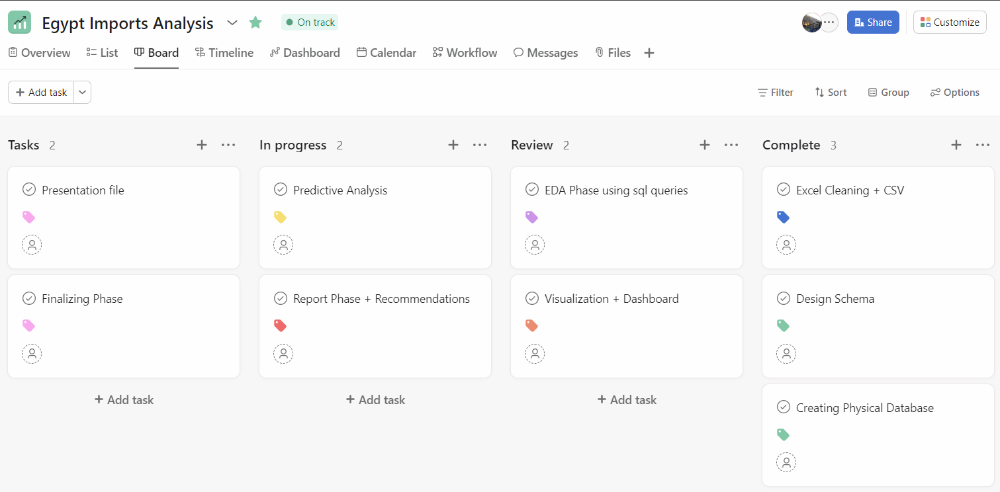 Egypt Imports Analysis
On track
Share
Customize
Overview
List
Board
Timeline
Dashboard
Calendar
Workflow
Messages
Files
Add task
Filter
Sort
Group
Options
Tasks 2
Presentation file
Finalizing Phase
Add task
In progress 2
Predictive Analysis
Report Phase + Recommendations
Add task
Review 2
EDA Phase using sql queries
Visualization + Dashboard
Add task
Complete 3
Excel Cleaning + CSV
Design Schema
Creating Physical Database